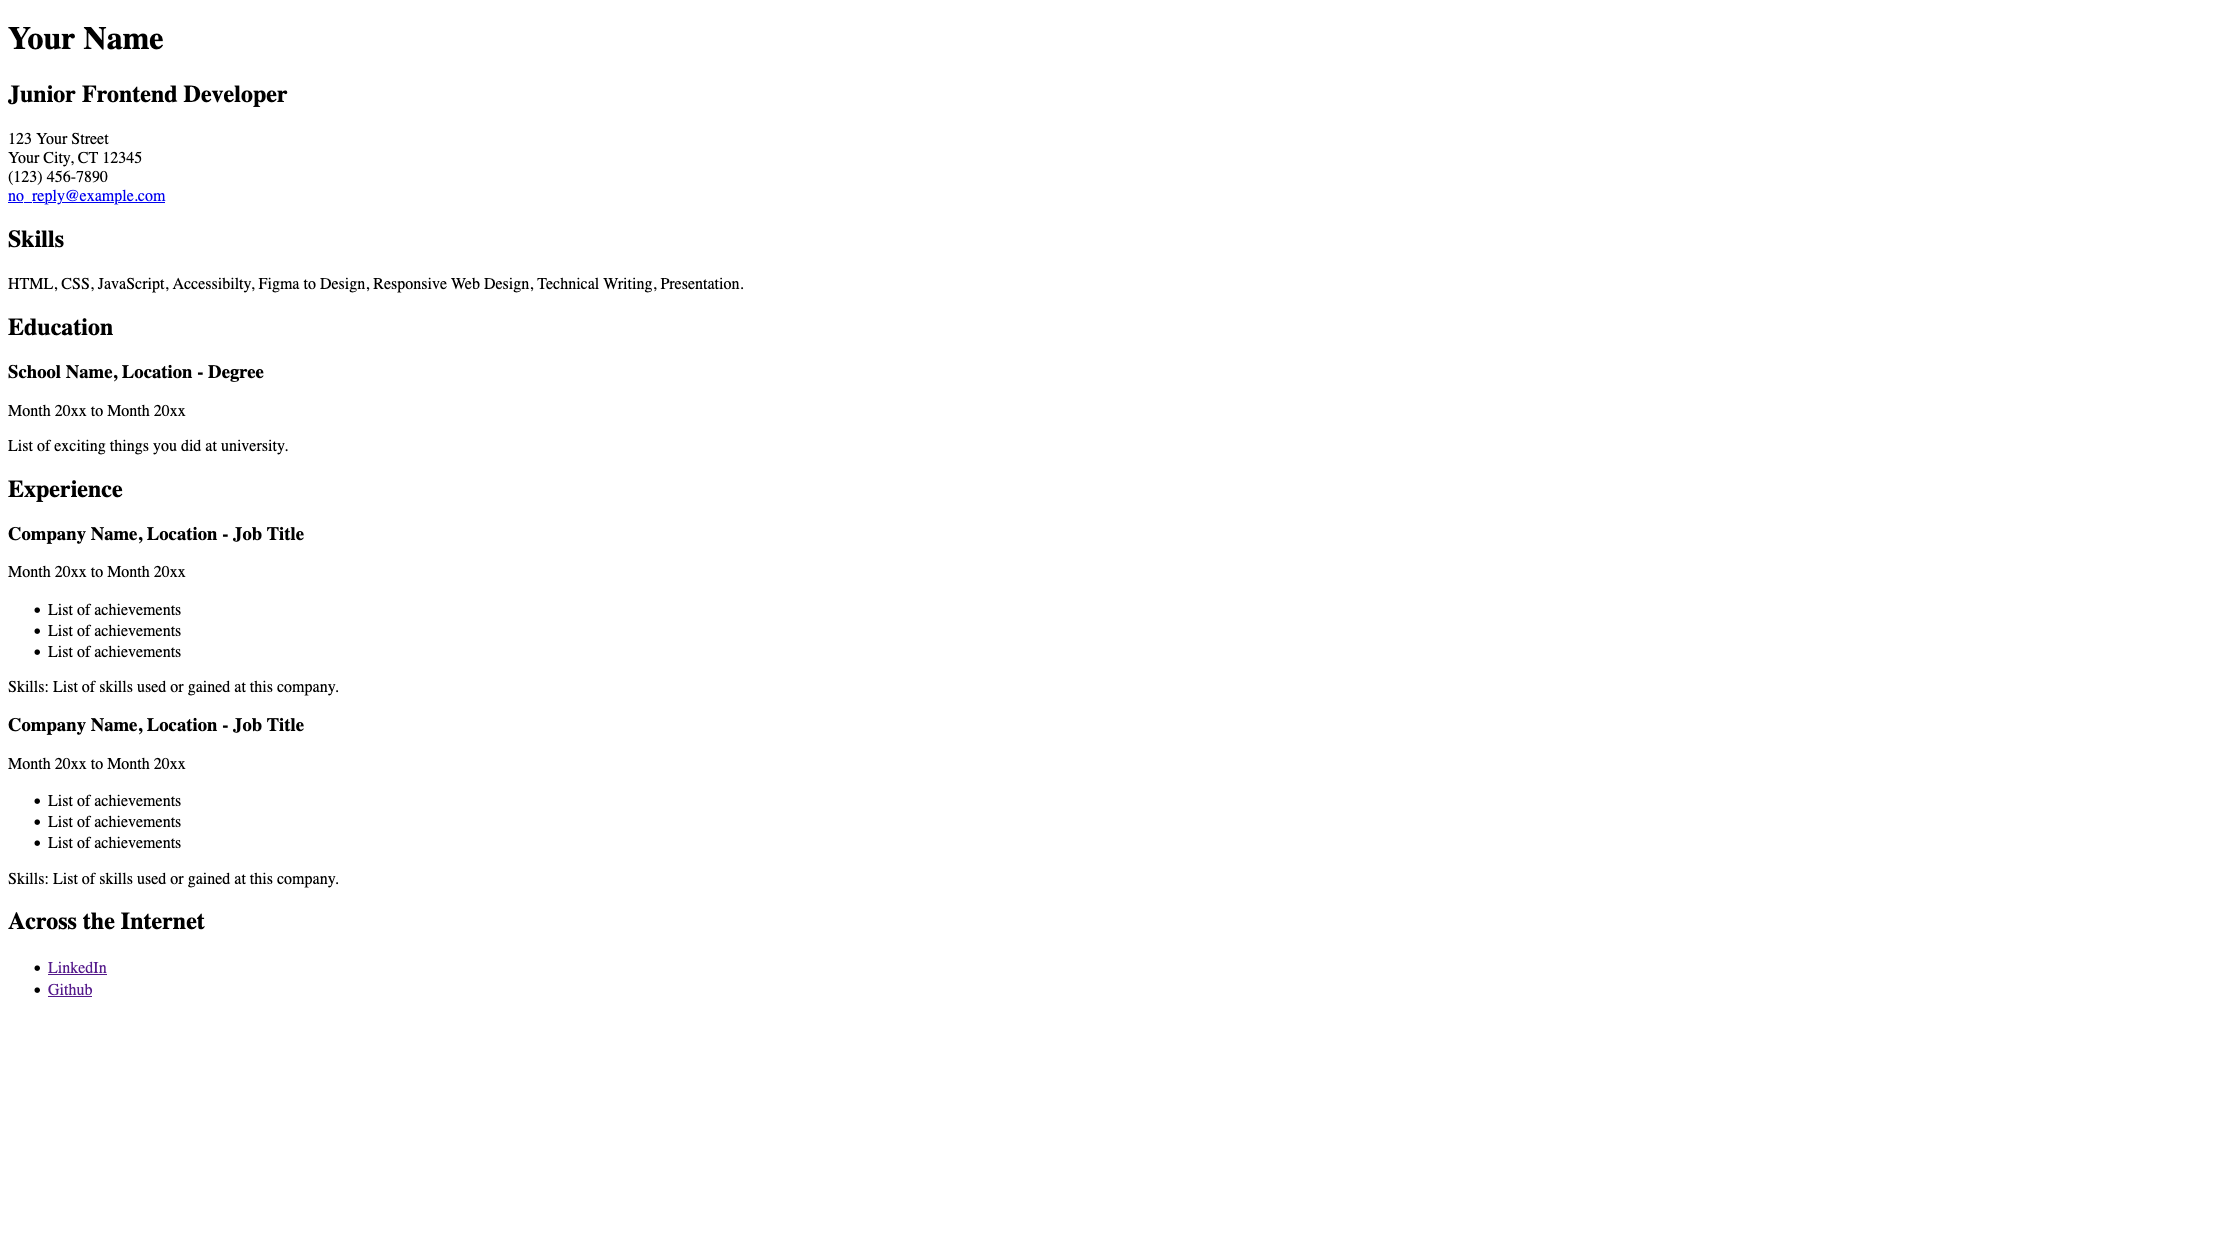 Your Name
Junior Frontend Developer
123 Your Street
Your City, CT 12345
(123) 456-7890
no_reply@example.com
Skills
HTML, CSS, JavaScript, Accessibilty, Figma to Design, Responsive Web Design, Technical Writing, Presentation.
Education
School Name, Location - Degree
Month 20xx to Month 20xx
List of exciting things you did at university.
Experience
Company Name, Location - Job Title
Month 20xx to Month 20xx
• List of achievements
• List of achievements
• List of achievements
Skills: List of skills used or gained at this company.
Company Name, Location - Job Title
Month 20xx to Month 20xx
• List of achievements
• List of achievements
• List of achievements
Skills: List of skills used or gained at this company.
Across the Internet
• LinkedIn
• Github